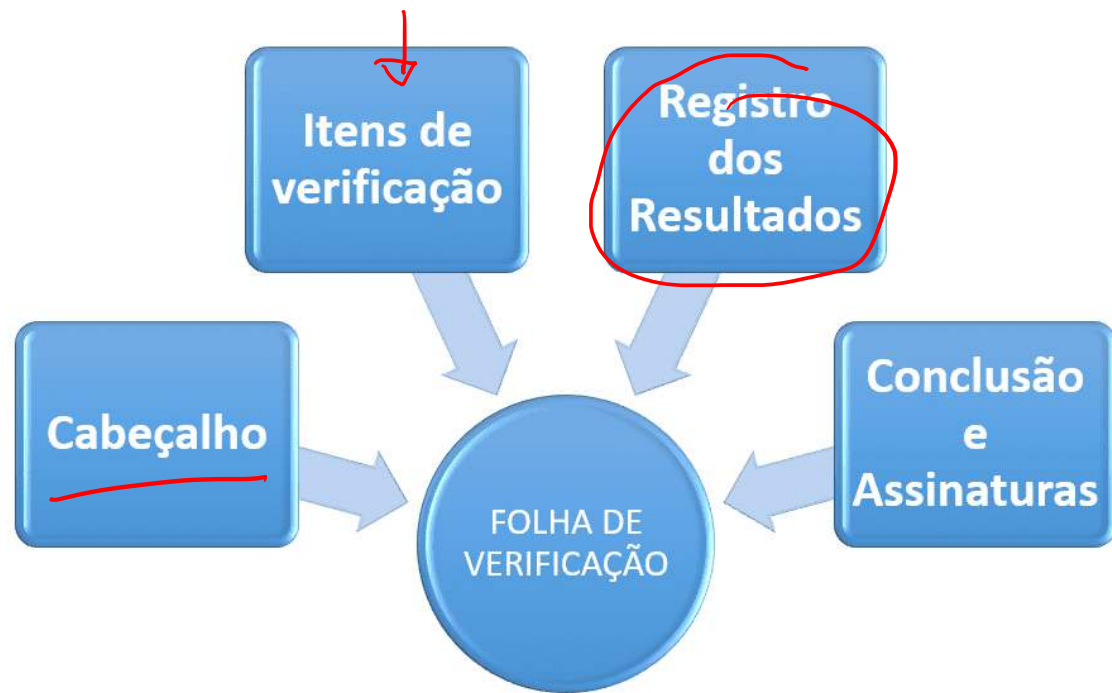 Itens de
verificação
Registro
dos
Resultados
Cabeçalho
Conclusão
e
Assinaturas
FOLHA DE
VERIFICAÇÃO